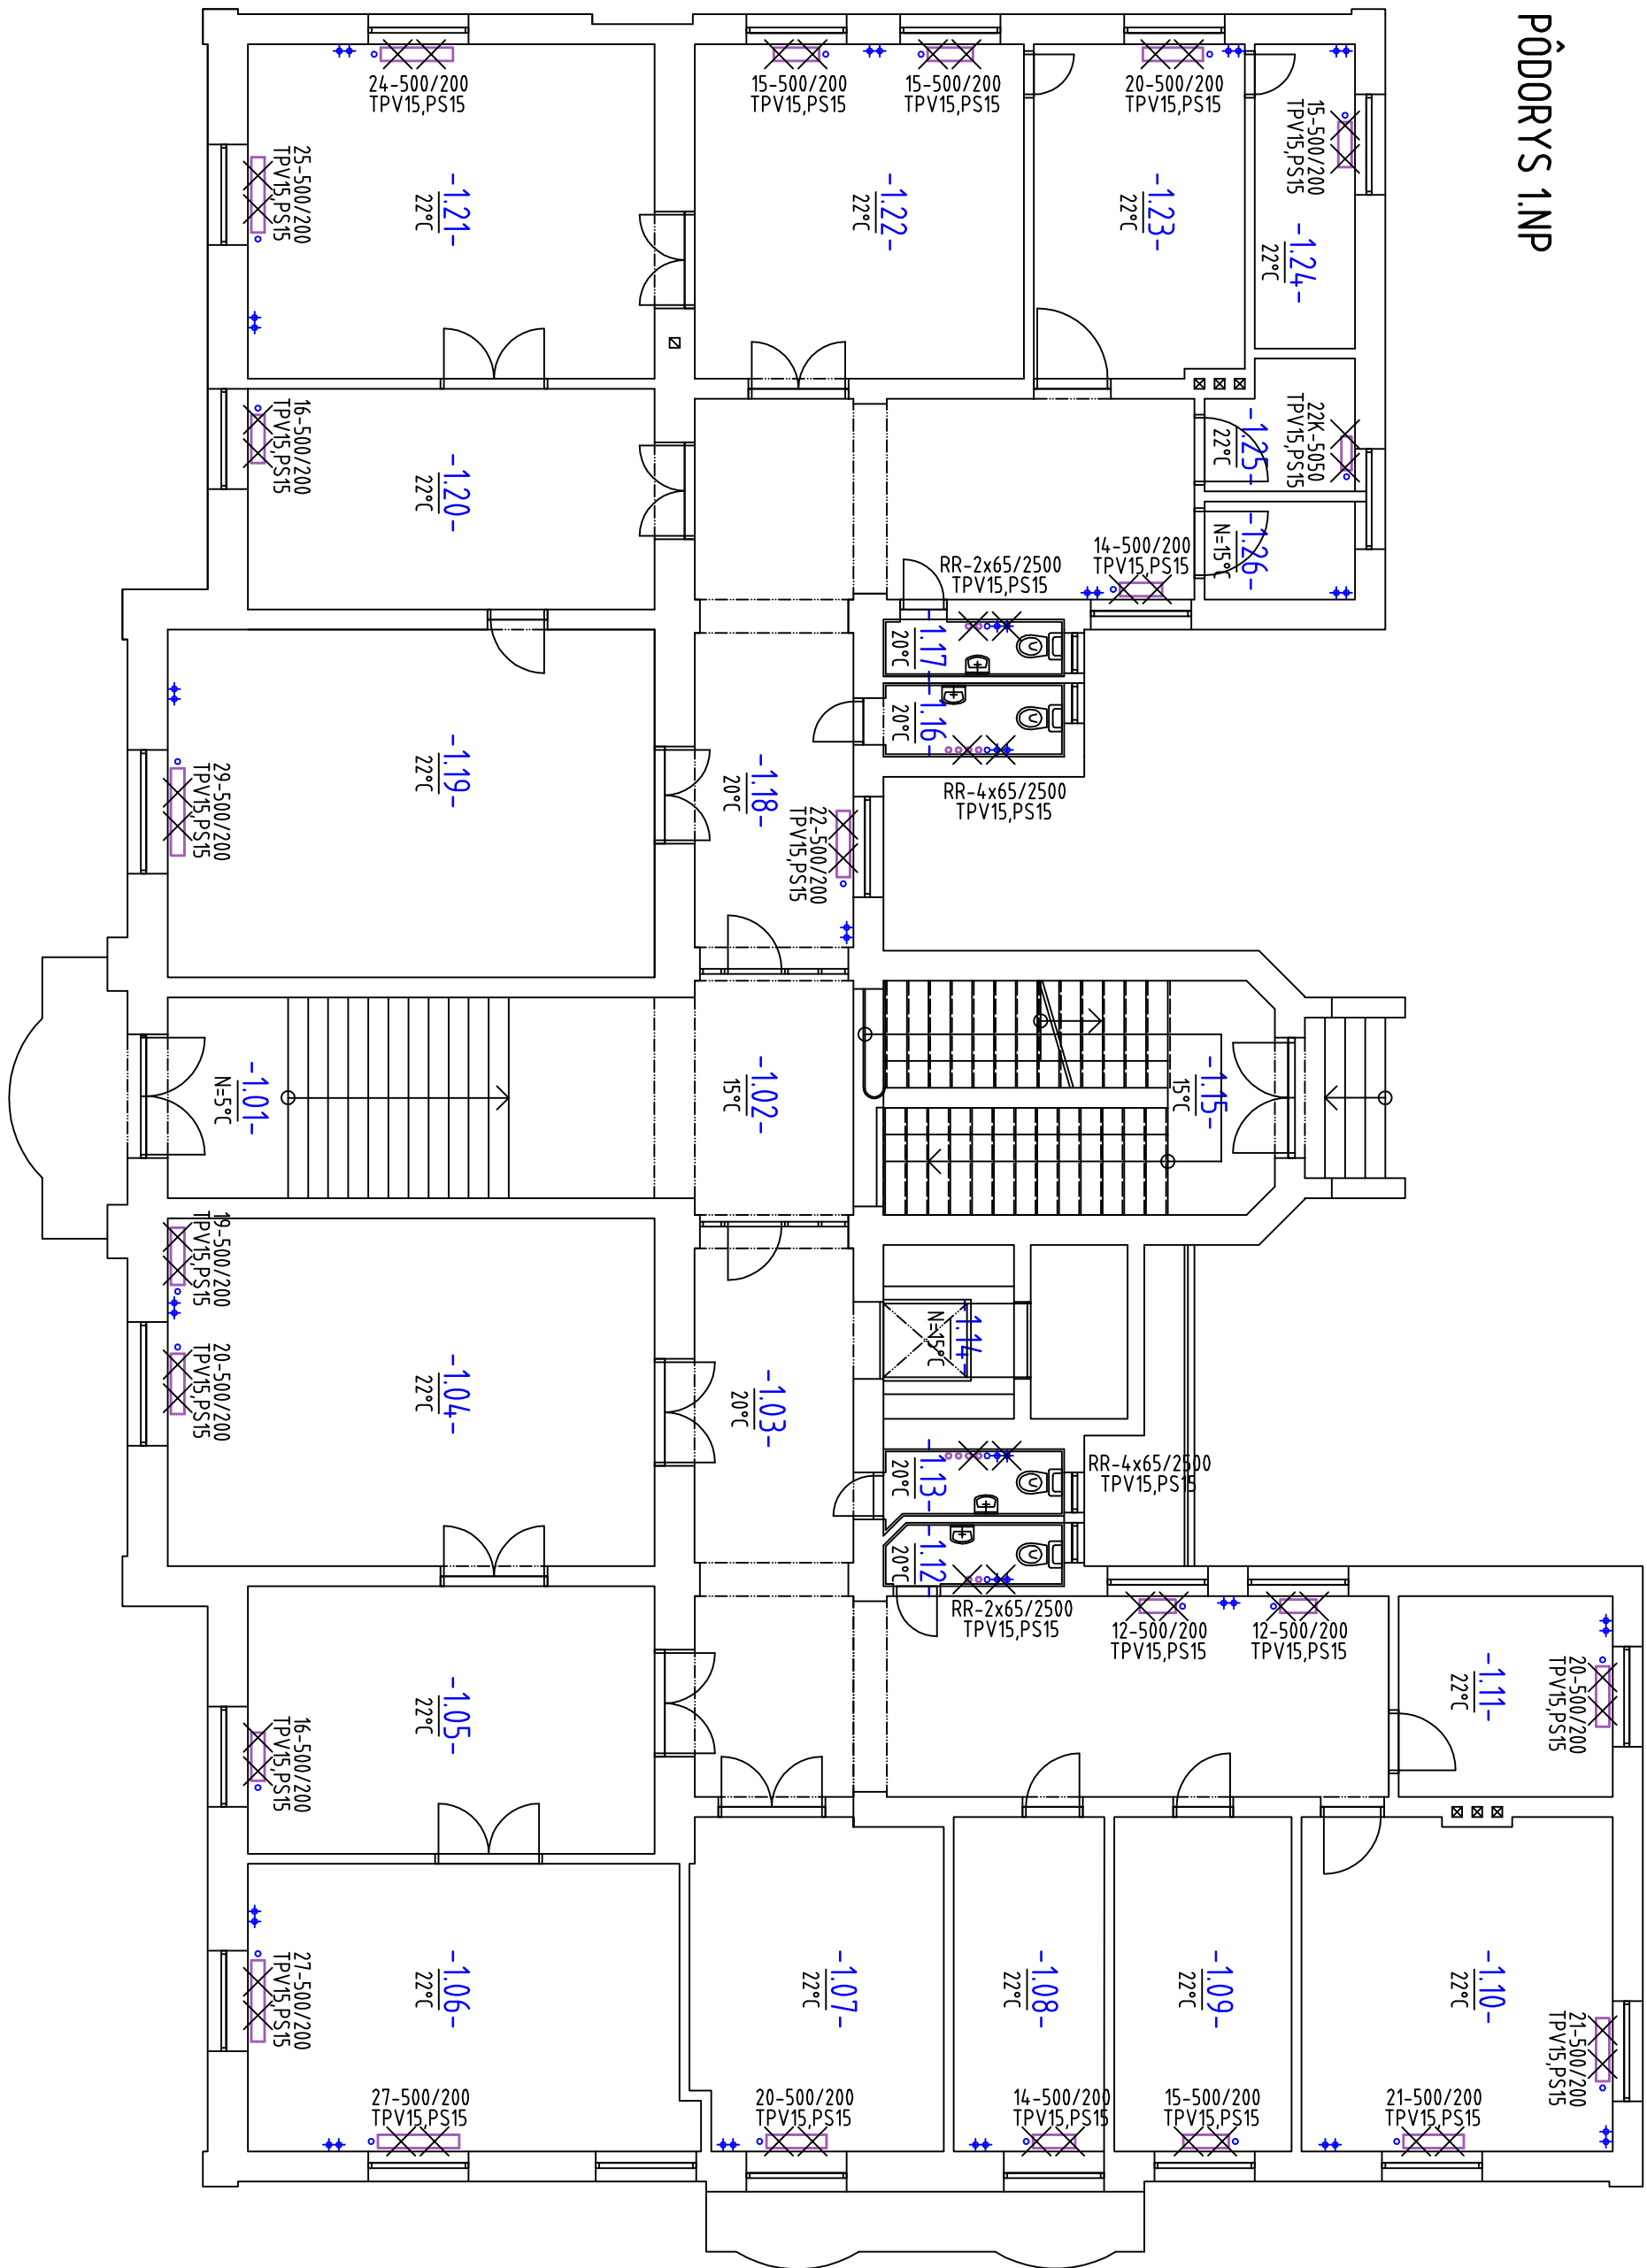 PÔDORYS 1.NP
24-500/200
TPV15,PS15
15-500/200
TPV15,PS15
15-500/200
TPV15,PS15
20-500/200
TPV15,PS15
15-500/200
TPV15,PS15
25-500/200
TPV15,PS15
-1.21-
22°C
-1.22-
22°C
-1.23-
22°C
-1.24-
22°C
16-500/200
TPV15,PS15
-1.20-
22°C
22K-5050
TPV15,PS15
-1.25-
22°C
-1.26-
N=15°C
14-500/200
TPV15,PS15
RR-2x65/2500
TPV15,PS15
-1.17-
20°C
-1.16-
20°C
RR-4x65/2500
TPV15,PS15
29-500/200
TPV15,PS15
-1.19-
22°C
-1.18-
20°C
22-500/200
TPV15,PS15
-1.01-
N=5°C
-1.02-
15°C
-1.15-
15°C
19-500/200
TPV15,PS15
20-500/200
TPV15,PS15
-1.04-
22°C
-1.03-
20°C
-1.14-
N=15°C
-1.13-
20°C
RR-4x65/2500
TPV15,PS15
-1.12-
20°C
RR-2x65/2500
TPV15,PS15
12-500/200
TPV15,PS15
12-500/200
TPV15,PS15
-1.11-
22°C
20-500/200
TPV15,PS15
16-500/200
TPV15,PS15
-1.05-
22°C
27-500/200
TPV15,PS15
-1.06-
22°C
-1.07-
22°C
-1.08-
22°C
-1.09-
22°C
-1.10-
22°C
21-500/200
TPV15,PS15
27-500/200
TPV15,PS15
20-500/200
TPV15,PS15
14-500/200
TPV15,PS15
15-500/200
TPV15,PS15
21-500/200
TPV15,PS15